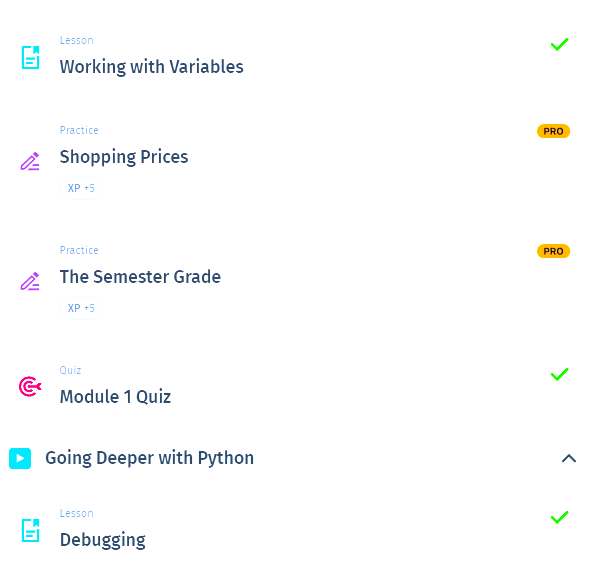 Lesson
Working with Variables
Practice
PRO
Shopping Prices
XP +5
Practice
PRO
The Semester Grade
XP +5
Quiz
Module 1 Quiz
Going Deeper with Python
Lesson
Debugging